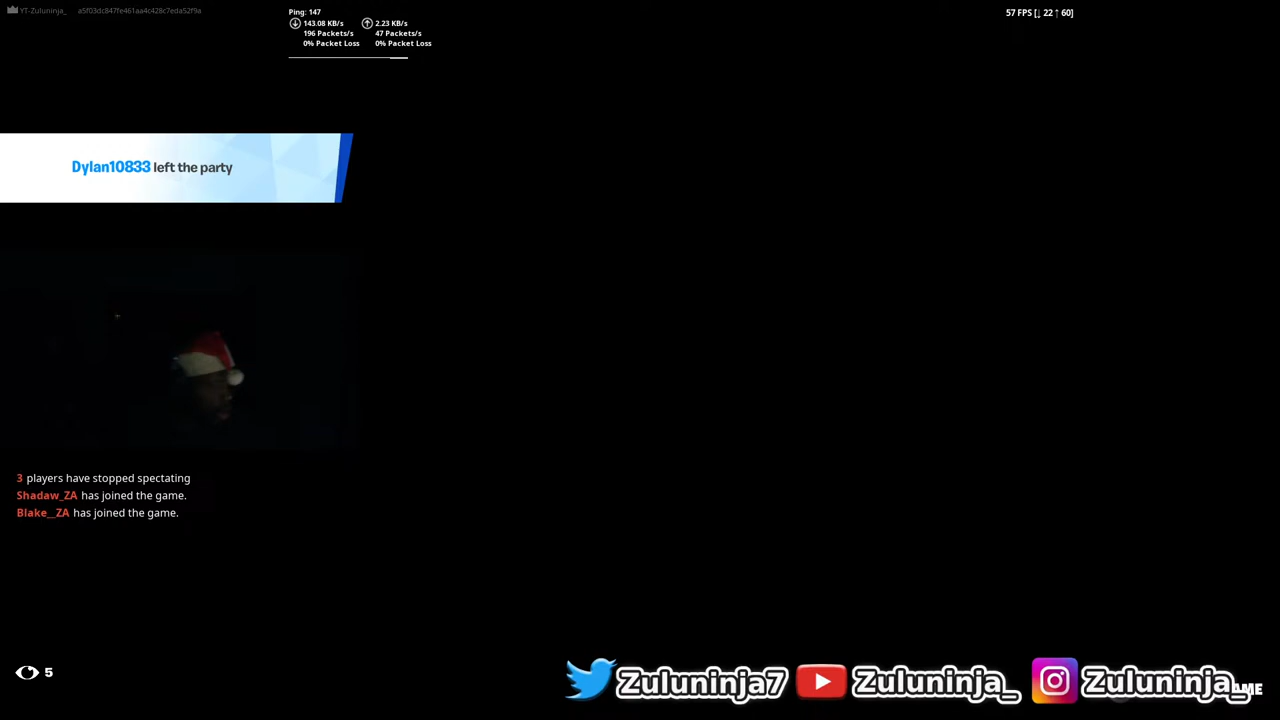 YT-Zuluninja_ a5f03dc847fe461aa4c428c7eda52f9a
Ping: 147
143.08 KB/s 2.23 KB/s
196 Packets/s 47 Packets/s
0% Packet Loss 0% Packet Loss
57 FPS [↓ 22 ↑ 60]
Dylan10833 left the party
3 players have stopped spectating
Shadaw_ZA has joined the game.
Blake__ZA has joined the game.
5
Zuluninja7 Zuluninja_ Zuluninja_